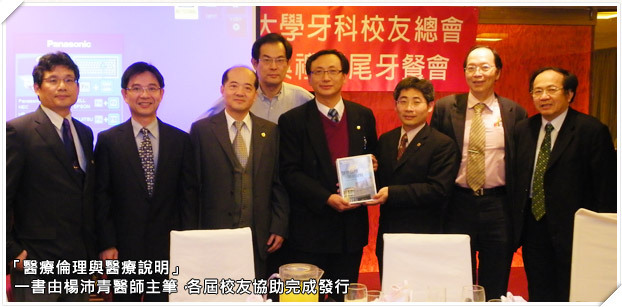 大學牙科校友總會
尾牙餐會
Panasonic
「醫療倫理與醫療說明」
一書由楊沛青醫師主筆 各屆校友協助完成發行